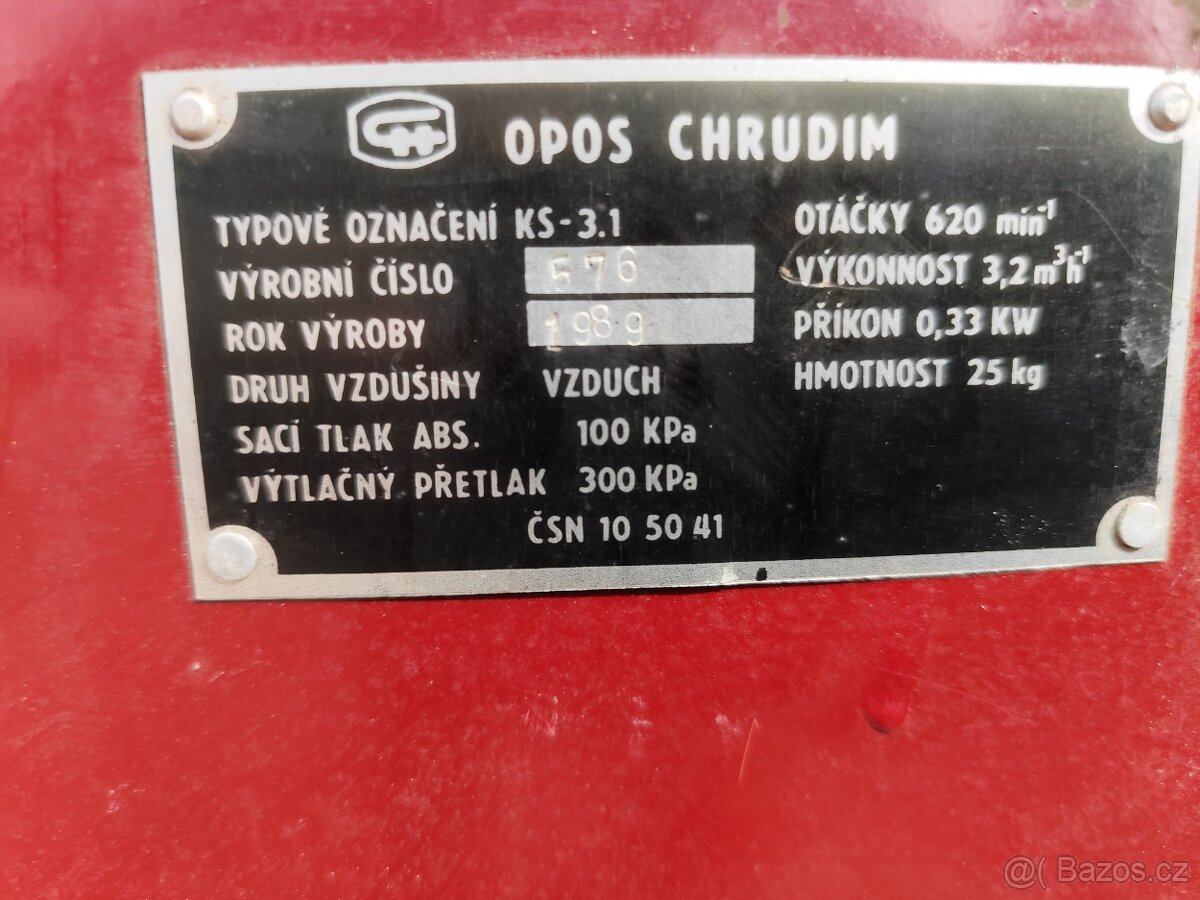 OPOS CHRUDIM
TYPOVÉ OZNAČENÍ KS-3.1
VÝROBNÍ ČÍSLO 576
ROK VÝROBY 1989
DRUH VZDUŠINY VZDUCH
SACÍ TLAK ABS. 100 KPa
VÝTLAČNÝ PŘETLAK 300 KPa
ČSN 10 50 41
OTÁČKY 620 min⁻¹
VÝKONNOST 3,2 m³h⁻¹
PŘÍKON 0,33 KW
HMOTNOST 25 kg
Bazos.cz